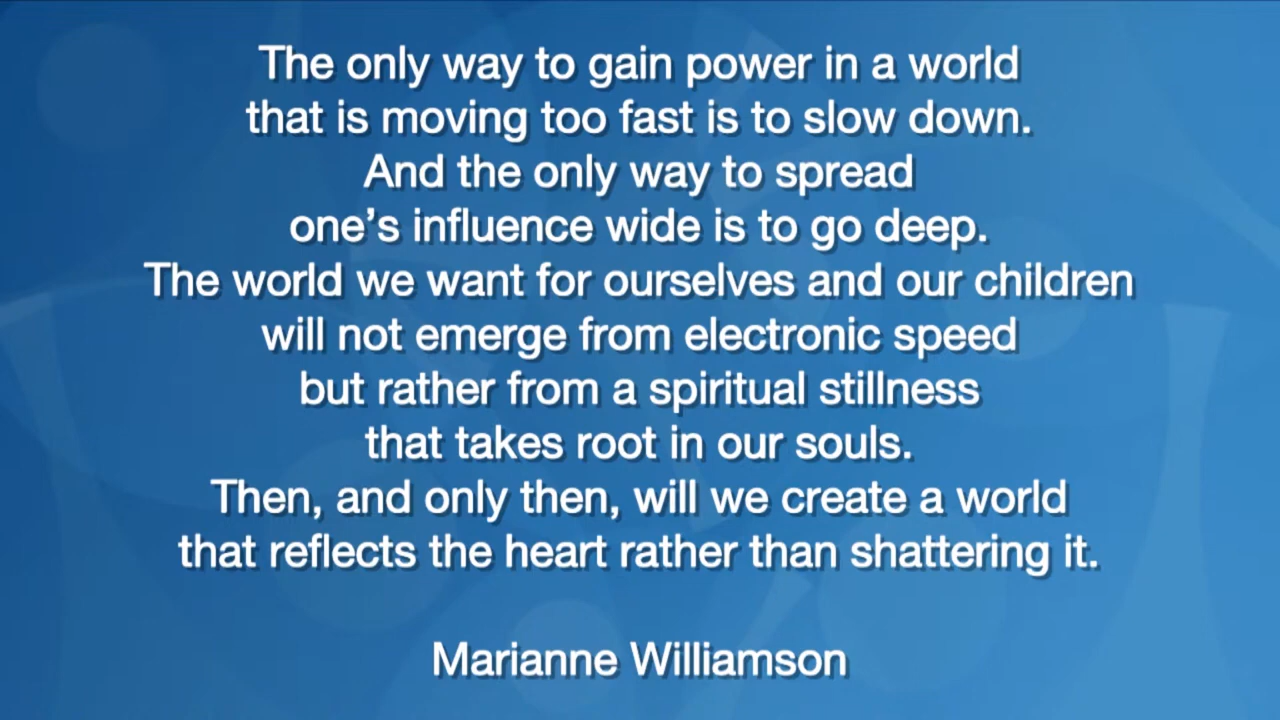 The only way to gain power in a world
that is moving too fast is to slow down.
And the only way to spread
one’s influence wide is to go deep.
The world we want for ourselves and our children
will not emerge from electronic speed
but rather from a spiritual stillness
that takes root in our souls.
Then, and only then, will we create a world
that reflects the heart rather than shattering it.
Marianne Williamson